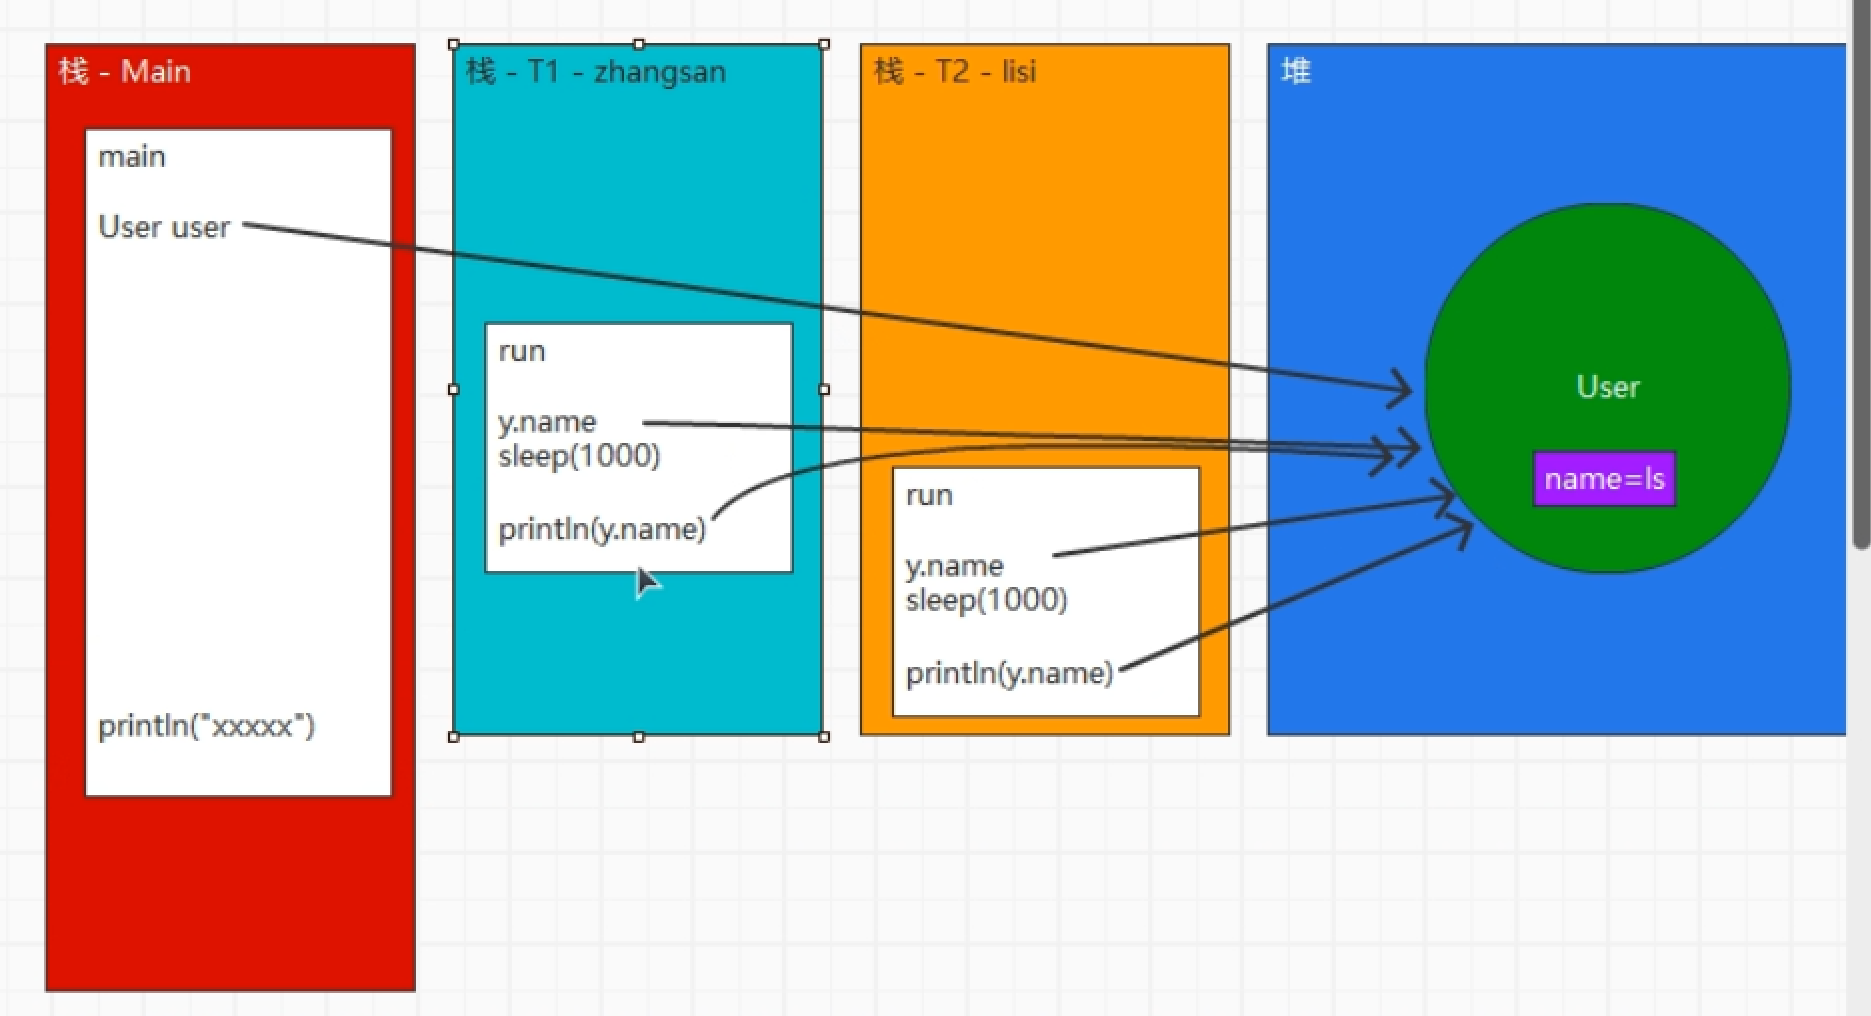 栈 - Main
main
User user
println("xxxxx")
栈 - T1 - zhangsan
run
y.name
sleep(1000)
println(y.name)
栈 - T2 - lisi
run
y.name
sleep(1000)
println(y.name)
堆
User
name=ls